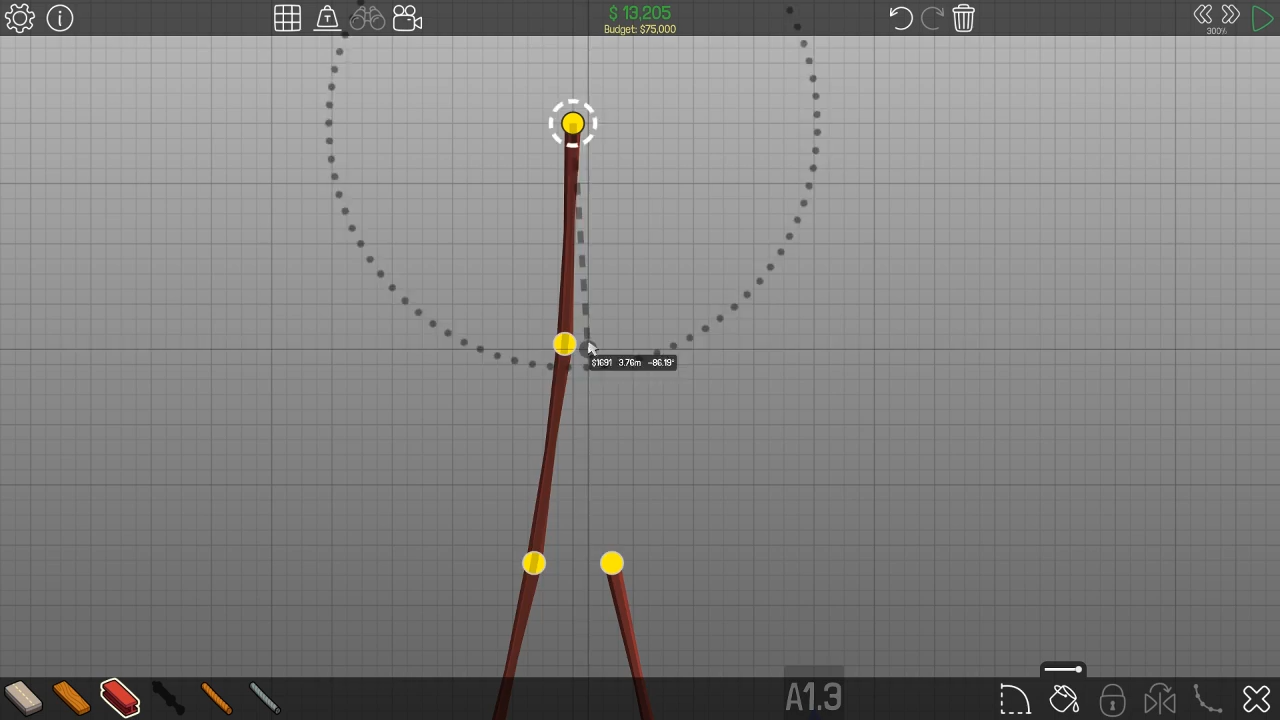 $ 13,205
Budget: $75,000
300%
$1691 3.76m -86.19°
A1.3